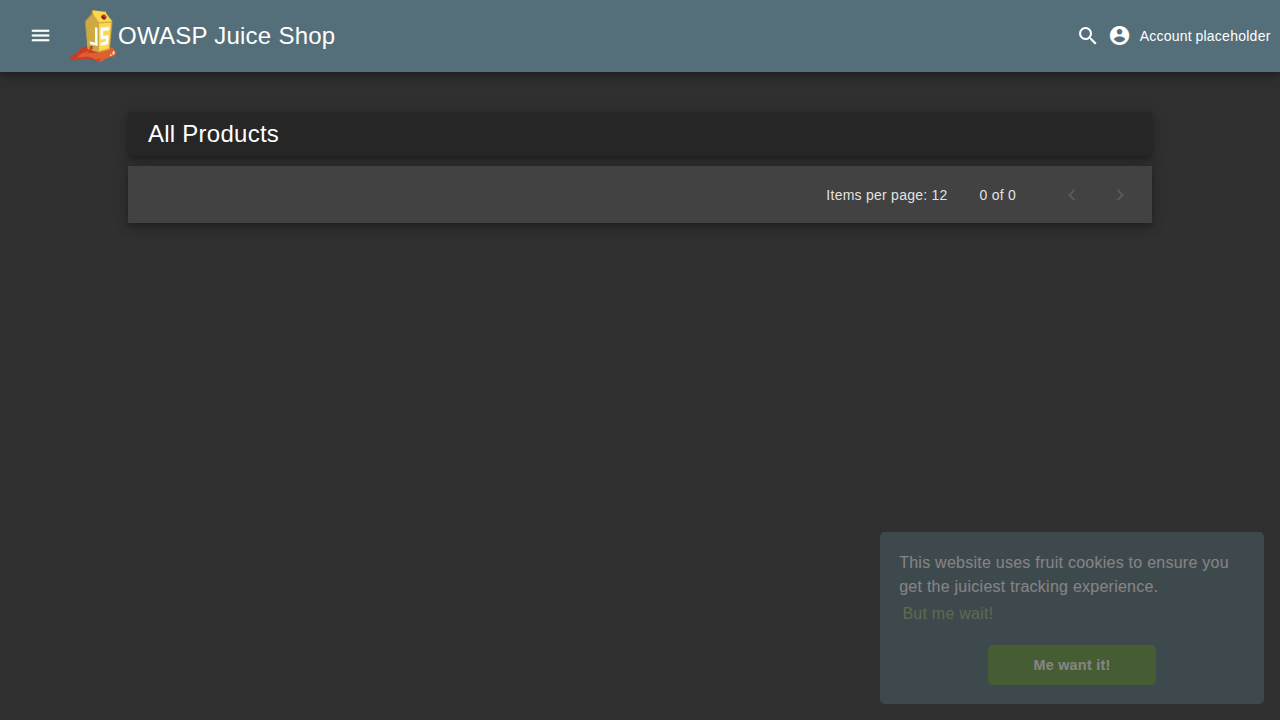 OWASP Juice Shop
Account placeholder
All Products
Items per page: 12
0 of 0
This website uses fruit cookies to ensure you
get the juiciest tracking experience.
But me wait!
Me want it!